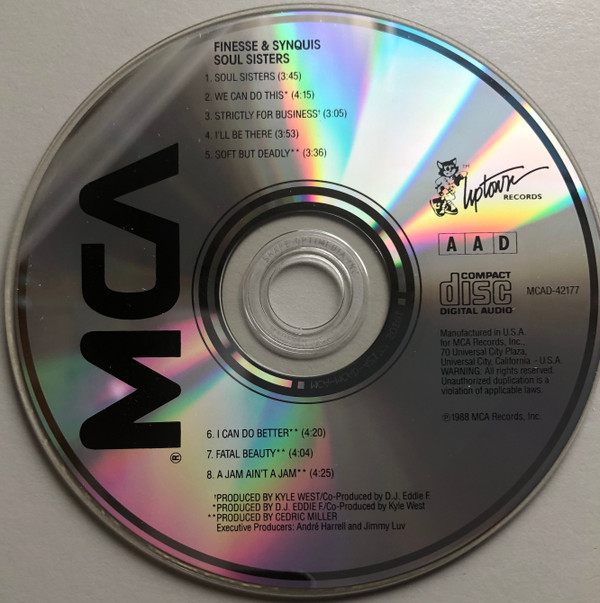 FINESSE & SYNQUIS
SOUL SISTERS
1. SOUL SISTERS (3:45)
2. WE CAN DO THIS* (4:15)
3. STRICTLY FOR BUSINESS† (3:05)
4. I'LL BE THERE (3:53)
5. SOFT BUT DEADLY** (3:36)
MCA
®
TM
Uptown
RECORDS
A A D
COMPACT
disc
DIGITAL AUDIO
MCAD-42177
Manufactured in U.S.A.
for MCA Records, Inc.,
70 Universal City Plaza,
Universal City, California - U.S.A.
WARNING: All rights reserved.
Unauthorized duplication is a
violation of applicable laws.
℗1988 MCA Records, Inc.
6. I CAN DO BETTER** (4:20)
7. FATAL BEAUTY** (4:04)
8. A JAM AIN'T A JAM** (4:25)
†PRODUCED BY KYLE WEST/Co-Produced by D.J. Eddie F.
*PRODUCED BY D.J. EDDIE F./Co-Produced by Kyle West
**PRODUCED BY CEDRIC MILLER
Executive Producers: André Harrell and Jimmy Luv